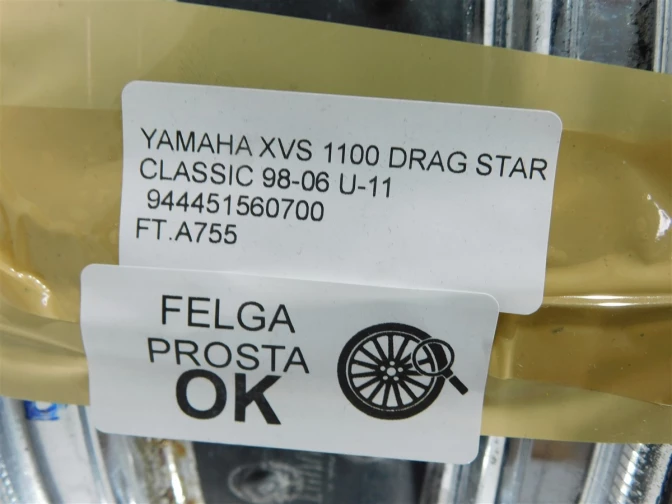 YAMAHA XVS 1100 DRAG STAR
CLASSIC 98-06 U-11
944451560700
FT.A755
FELGA
PROSTA
OK